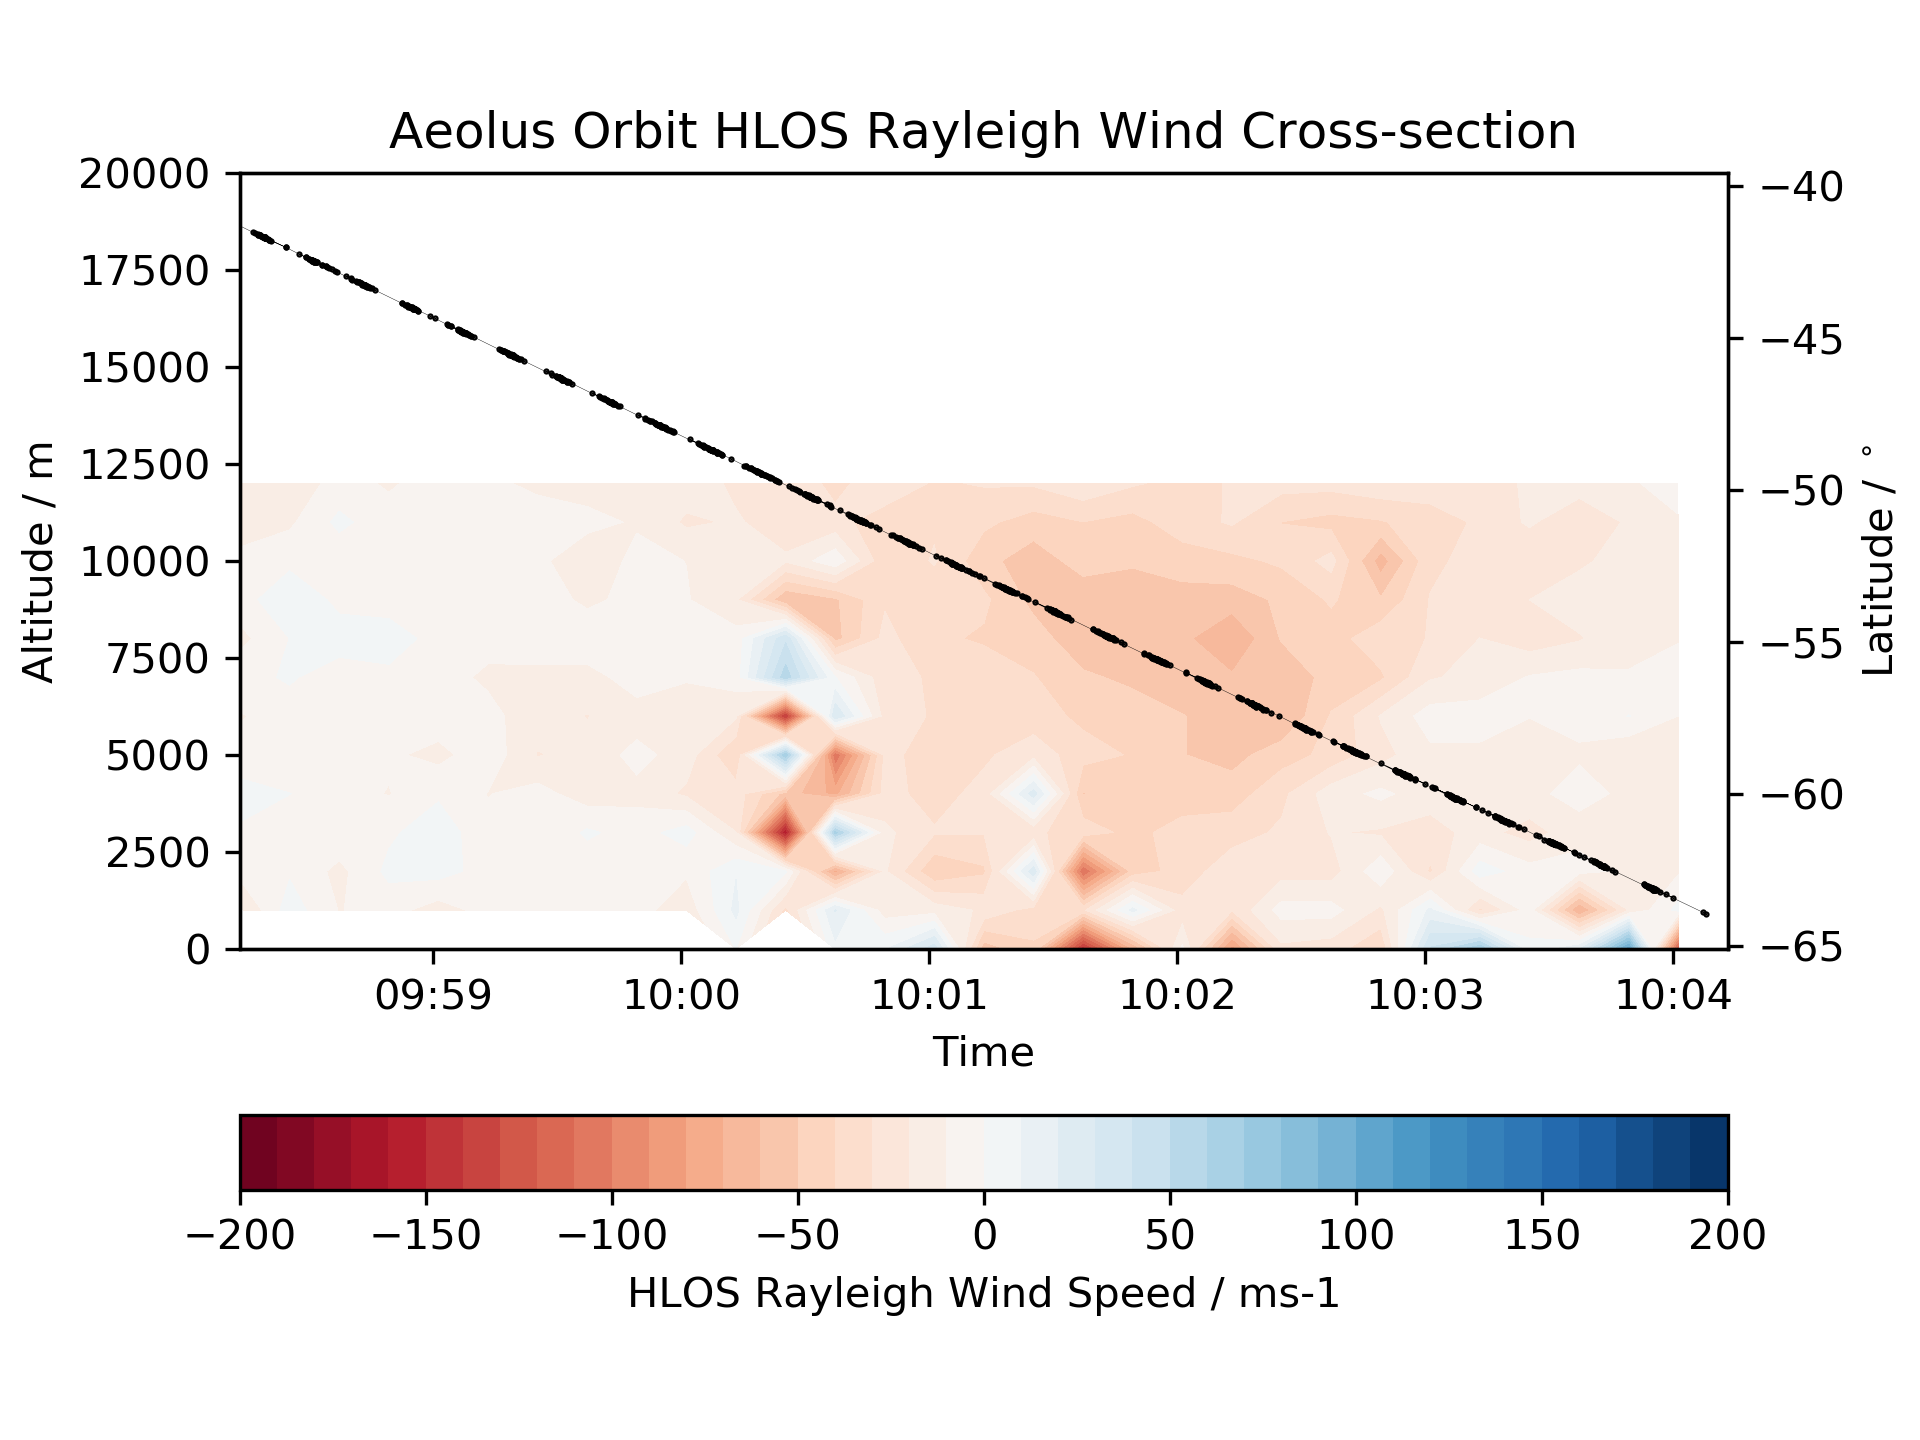 Aeolus Orbit HLOS Rayleigh Wind Cross-section
20000
17500
15000
12500
10000
7500
5000
2500
0
Altitude / m
−40
−45
−50
−55
−60
−65
Latitude / °
09:59 10:00 10:01 10:02 10:03 10:04
Time
−200 −150 −100 −50 0 50 100 150 200
HLOS Rayleigh Wind Speed / ms-1